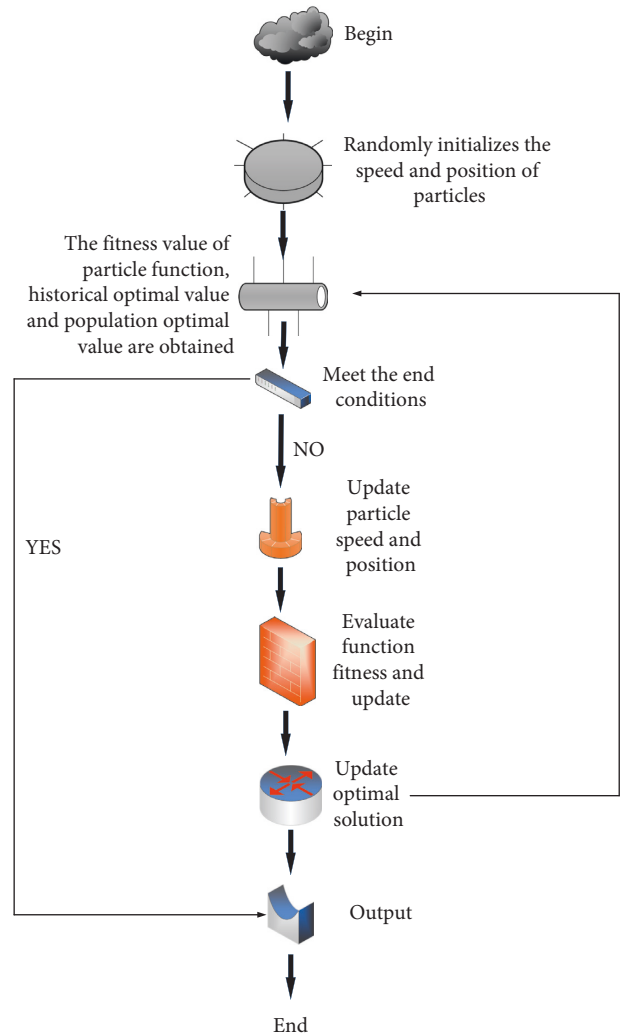 Begin
Randomly initializes the
speed and position of
particles
The fitness value of
particle function,
historical optimal value
and population optimal
value are obtained
Meet the end
conditions
NO
YES
Update
particle
speed and
position
Evaluate
function
fitness and
update
Update
optimal
solution
Output
End